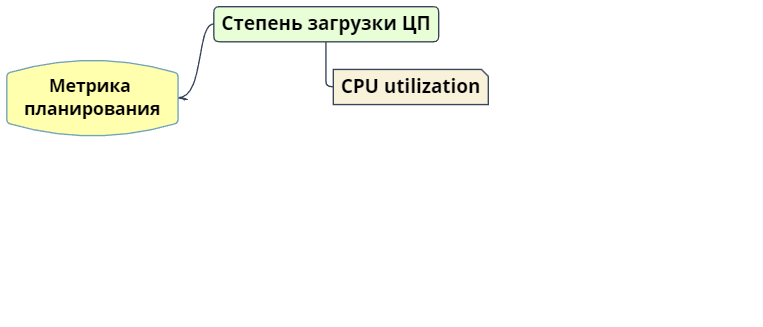 Степень загрузки ЦП
CPU utilization
Метрика
планирования